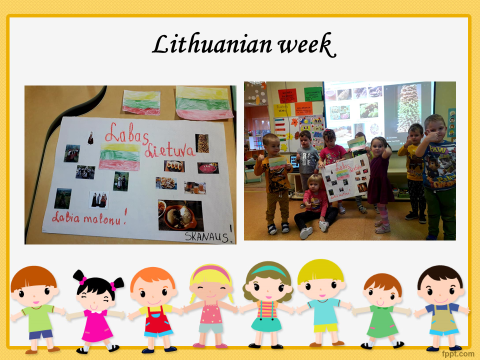 Lithuanian week
Labas
Lietuva
Labia malonu!
SKANAUS!
fppt.com